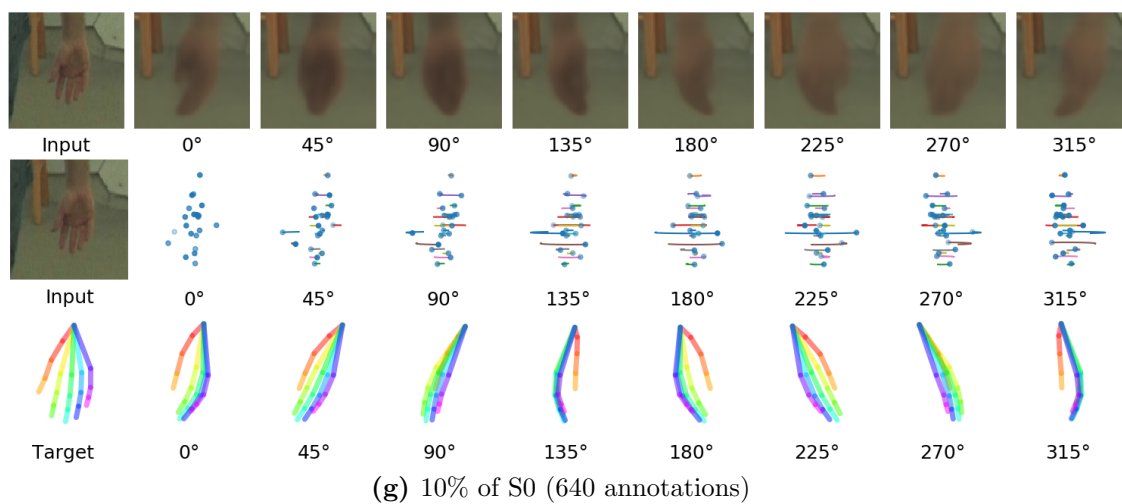 Input 0° 45° 90° 135° 180° 225° 270° 315°
Input 0° 45° 90° 135° 180° 225° 270° 315°
Target 0° 45° 90° 135° 180° 225° 270° 315°
(g) 10% of S0 (640 annotations)